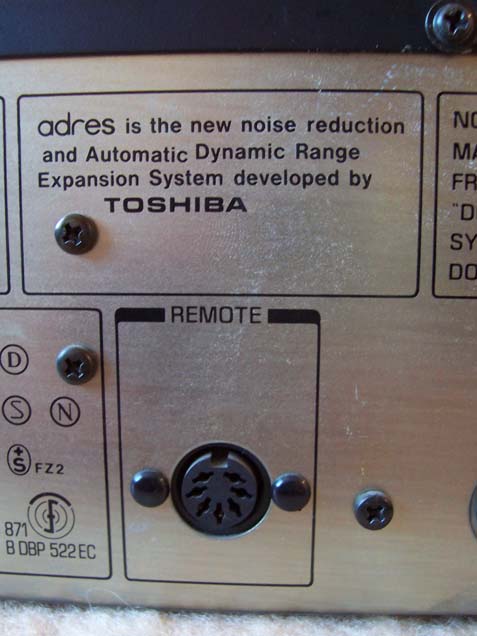 adres is the new noise reduction
and Automatic Dynamic Range
Expansion System developed by
TOSHIBA
NO
MA
FR
"D
SY
DO
REMOTE
D
S N
+S FZ2
871
B DBP 522 EC